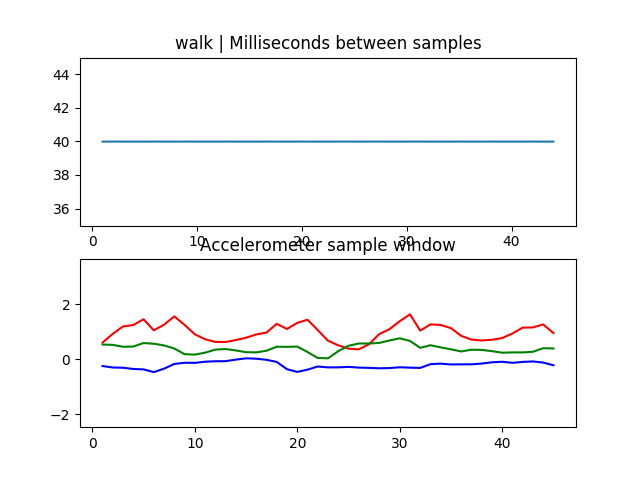 walk | Milliseconds between samples
44
42
40
38
36
0 10 20 30 40
Accelerometer sample window
2
0
−2
0 10 20 30 40